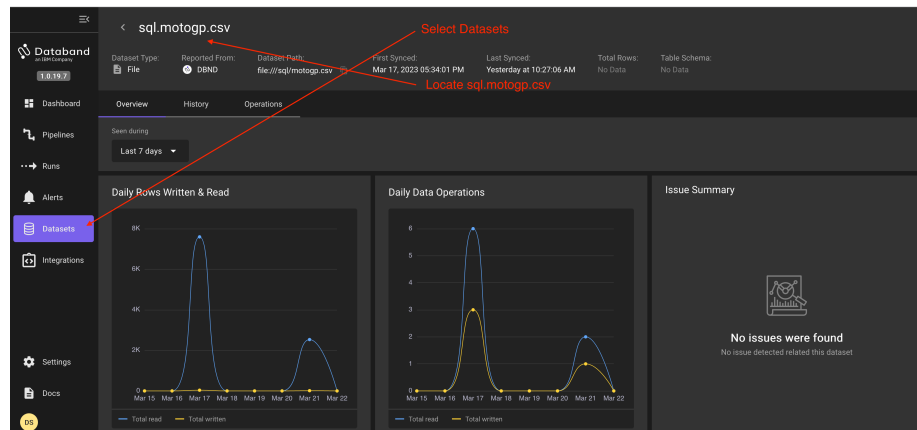 sql.motogp.csv
Select Datasets
Databand
an IBM Company
1.0.19.7
Dataset Type:
Reported From:
Dataset Path:
First Synced:
Last Synced:
Total Rows:
Table Schema:
File
DBND
file://sql/motogp.csv
Mar 17, 2023 05:34:01 PM
Yesterday at 10:27:06 AM
No Data
No Data
Locate sql.motogp.csv
Dashboard
Pipelines
Runs
Alerts
Datasets
Integrations
Settings
Docs
DS
Overview
History
Operations
Seen during
Last 7 days
Daily Rows Written & Read
8K
6K
4K
2K
0
Mar 15 Mar 16 Mar 17 Mar 18 Mar 19 Mar 20 Mar 21 Mar 22
Total read Total written
Daily Data Operations
6
5
4
3
2
1
0
Mar 15 Mar 16 Mar 17 Mar 18 Mar 19 Mar 20 Mar 21 Mar 22
Total read Total written
Issue Summary
No issues were found
No issue detected related this dataset